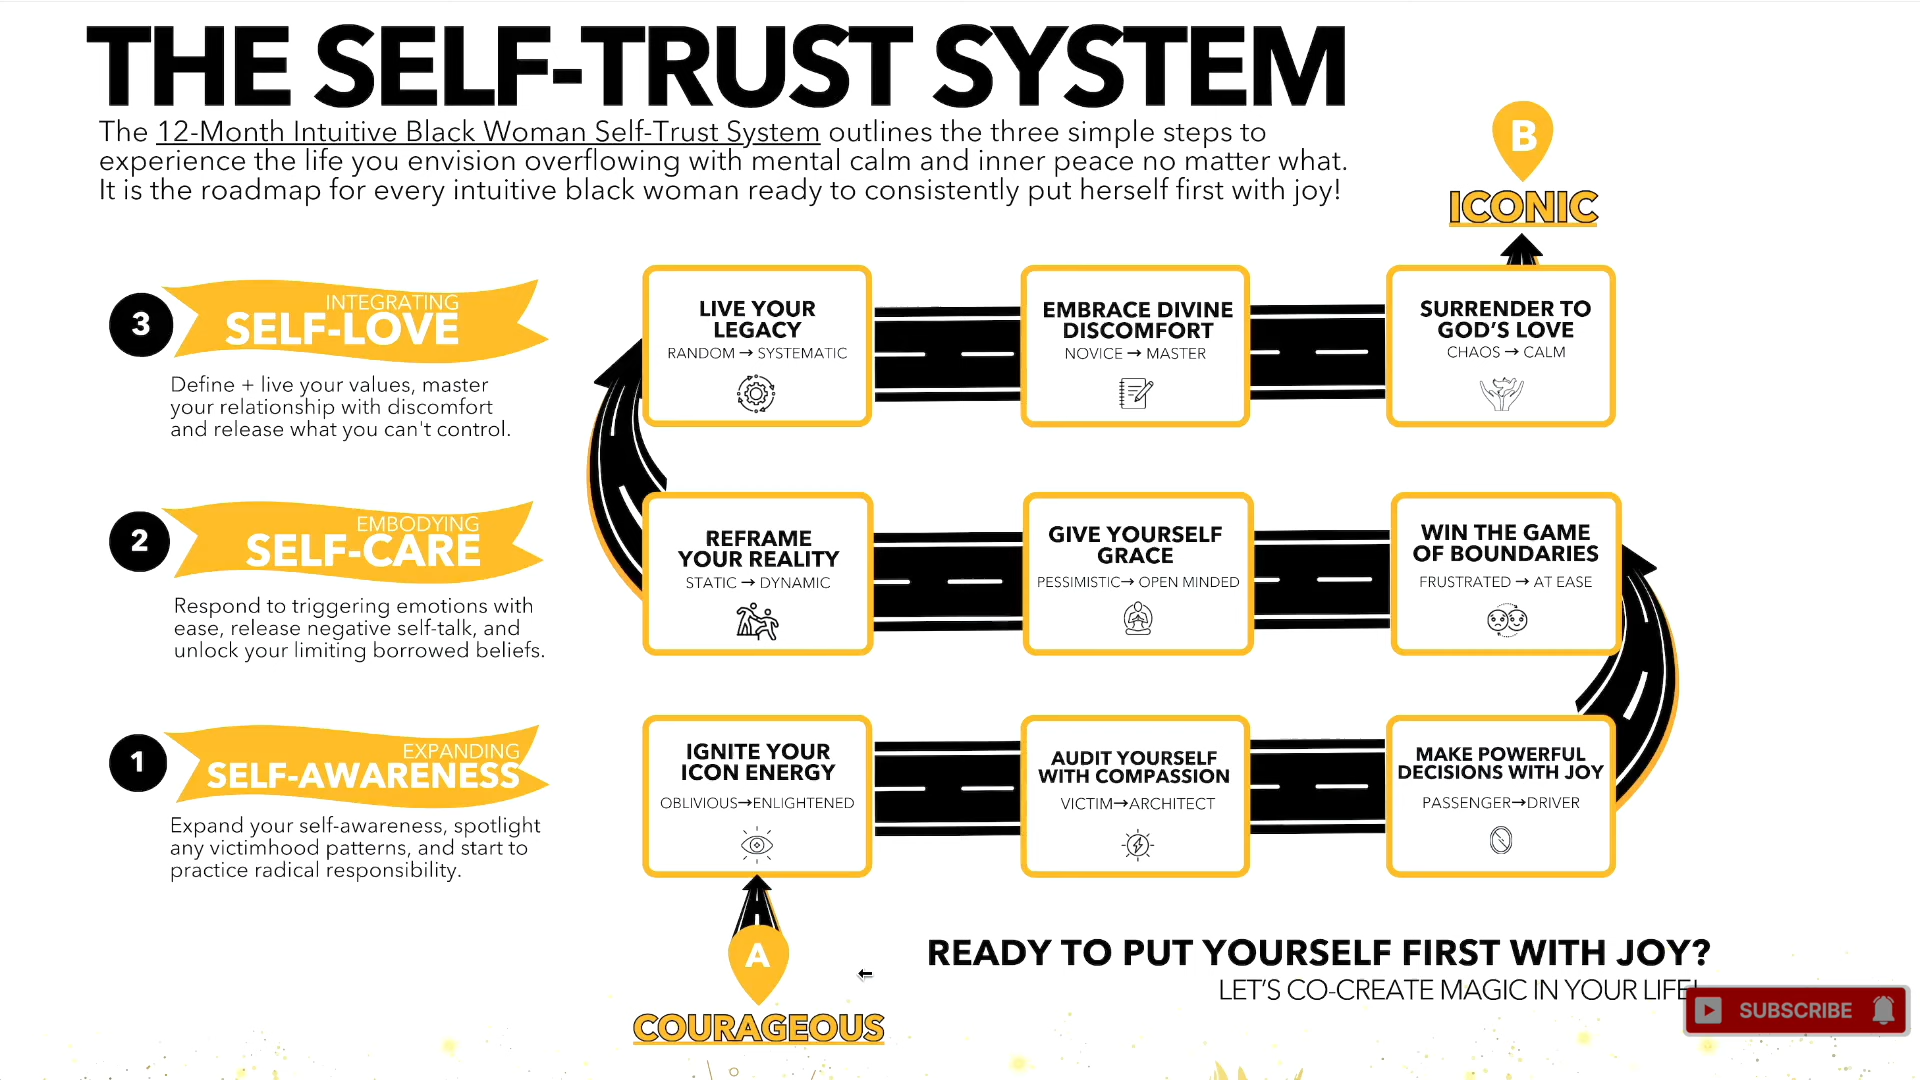 THE SELF-TRUST SYSTEM
The 12-Month Intuitive Black Woman Self-Trust System outlines the three simple steps to
experience the life you envision overflowing with mental calm and inner peace no matter what.
It is the roadmap for every intuitive black woman ready to consistently put herself first with joy!
B
ICONIC
3
INTEGRATING
SELF-LOVE
Define + live your values, master
your relationship with discomfort
and release what you can't control.
LIVE YOUR
LEGACY
RANDOM → SYSTEMATIC
EMBRACE DIVINE
DISCOMFORT
NOVICE → MASTER
SURRENDER TO
GOD'S LOVE
CHAOS → CALM
2
EMBODYING
SELF-CARE
Respond to triggering emotions with
ease, release negative self-talk, and
unlock your limiting borrowed beliefs.
REFRAME
YOUR REALITY
STATIC → DYNAMIC
GIVE YOURSELF
GRACE
PESSIMISTIC→ OPEN MINDED
WIN THE GAME
OF BOUNDARIES
FRUSTRATED → AT EASE
1
EXPANDING
SELF-AWARENESS
Expand your self-awareness, spotlight
any victimhood patterns, and start to
practice radical responsibility.
IGNITE YOUR
ICON ENERGY
OBLIVIOUS→ENLIGHTENED
AUDIT YOURSELF
WITH COMPASSION
VICTIM→ARCHITECT
MAKE POWERFUL
DECISIONS WITH JOY
PASSENGER→DRIVER
A
COURAGEOUS
READY TO PUT YOURSELF FIRST WITH JOY?
LET'S CO-CREATE MAGIC IN YOUR LIFE!
SUBSCRIBE